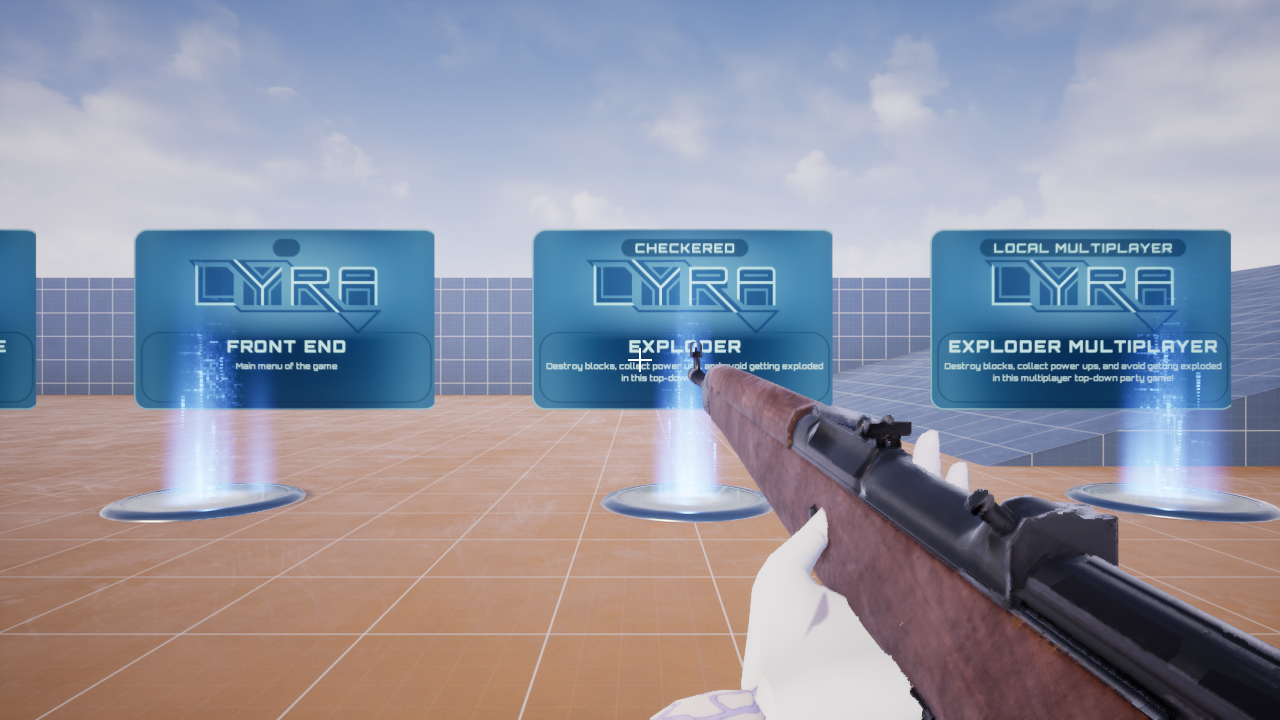 E
LYRA
FRONT END
Main menu of the game
CHECKERED
LYRA
EXPLODER
Destroy blocks, collect power and avoid getting exploded
in this top-dow
LOCAL MULTIPLAYER
LYRA
EXPLODER MULTIPLAYER
Destroy blocks, collect power ups, and avoid getting exploded
in this multiplayer top-down party game!